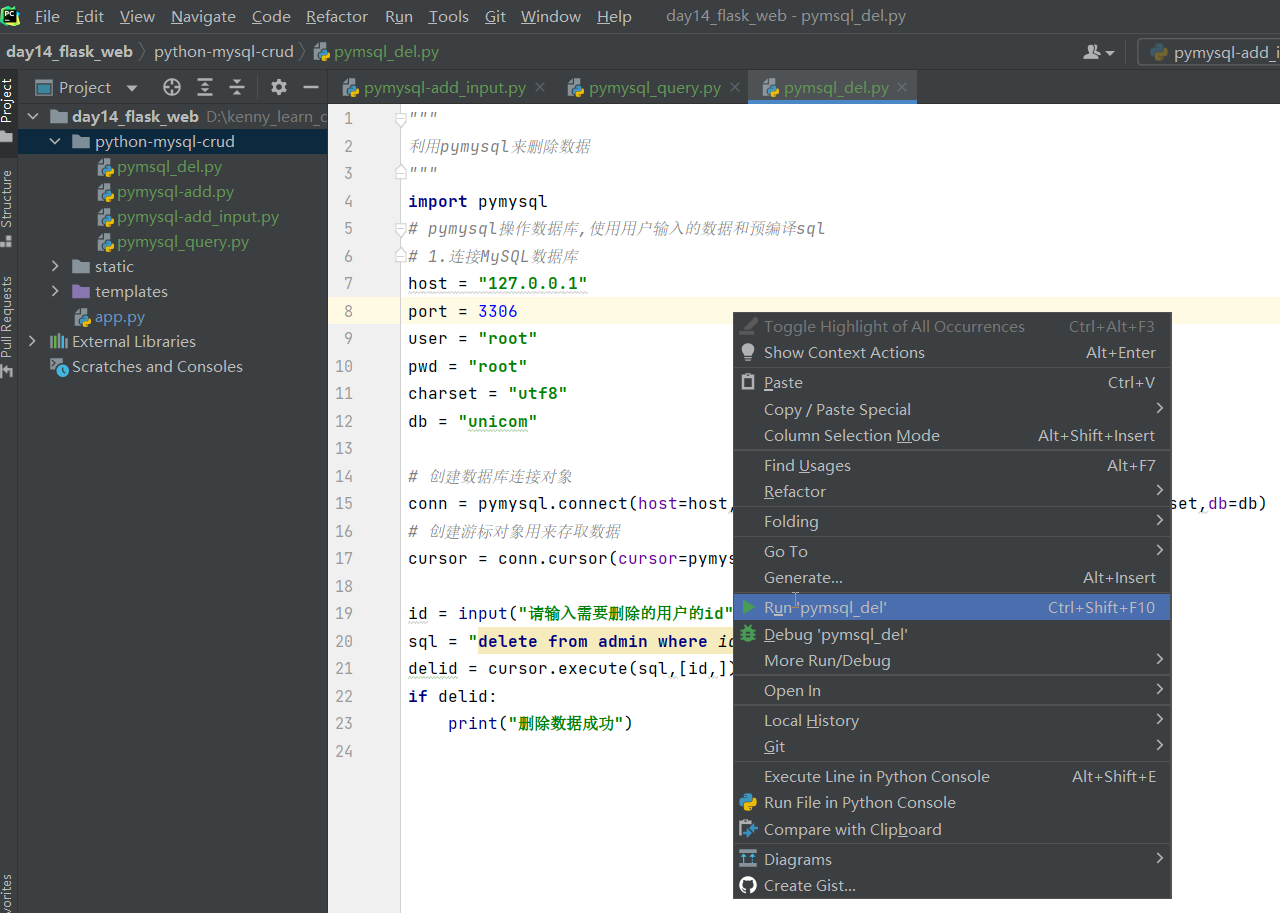 File Edit View Navigate Code Refactor Run Tools Git Window Help day14_flask_web - pymsql_del.py
day14_flask_web python-mysql-crud pymsql_del.py pymysql-add_i
Project
pymysql-add_input.py pymysql_query.py pymsql_del.py
Project
Structure
Pull Requests
vorites
day14_flask_web D:\kenny_learn_c
python-mysql-crud
pymsql_del.py
pymysql-add.py
pymysql-add_input.py
pymysql_query.py
static
templates
app.py
External Libraries
Scratches and Consoles
1 """
2 利用pymysql来删除数据
3 """
4 import pymysql
5 # pymysql操作数据库,使用用户输入的数据和预编译sql
6 # 1.连接MySQL数据库
7 host = "127.0.0.1"
8 port = 3306
9 user = "root"
10 pwd = "root"
11 charset = "utf8"
12 db = "unicom"
13
14 # 创建数据库连接对象
15 conn = pymysql.connect(host=host, set,db=db)
16 # 创建游标对象用来存取数据
17 cursor = conn.cursor(cursor=pymys
18
19 id = input("请输入需要删除的用户的id"
20 sql = "delete from admin where id
21 delid = cursor.execute(sql,[id,])
22 if delid:
23 print("删除数据成功")
24
Toggle Highlight of All Occurrences Ctrl+Alt+F3
Show Context Actions Alt+Enter
Paste Ctrl+V
Copy / Paste Special
Column Selection Mode Alt+Shift+Insert
Find Usages Alt+F7
Refactor
Folding
Go To
Generate... Alt+Insert
Run 'pymsql_del' Ctrl+Shift+F10
Debug 'pymsql_del'
More Run/Debug
Open In
Local History
Git
Execute Line in Python Console Alt+Shift+E
Run File in Python Console
Compare with Clipboard
Diagrams
Create Gist...